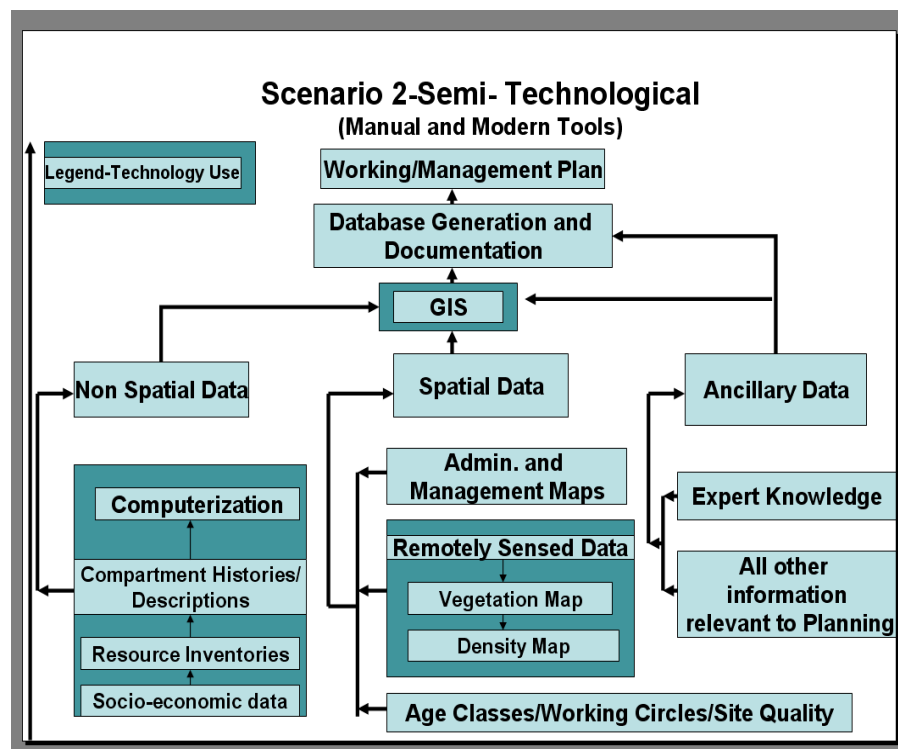 Scenario 2-Semi- Technological
(Manual and Modern Tools)
Legend-Technology Use
Working/Management Plan
Database Generation and
Documentation
GIS
Non Spatial Data
Spatial Data
Ancillary Data
Computerization
Compartment Histories/
Descriptions
Resource Inventories
Socio-economic data
Admin. and
Management Maps
Remotely Sensed Data
Vegetation Map
Density Map
Age Classes/Working Circles/Site Quality
Expert Knowledge
All other
information
relevant to Planning